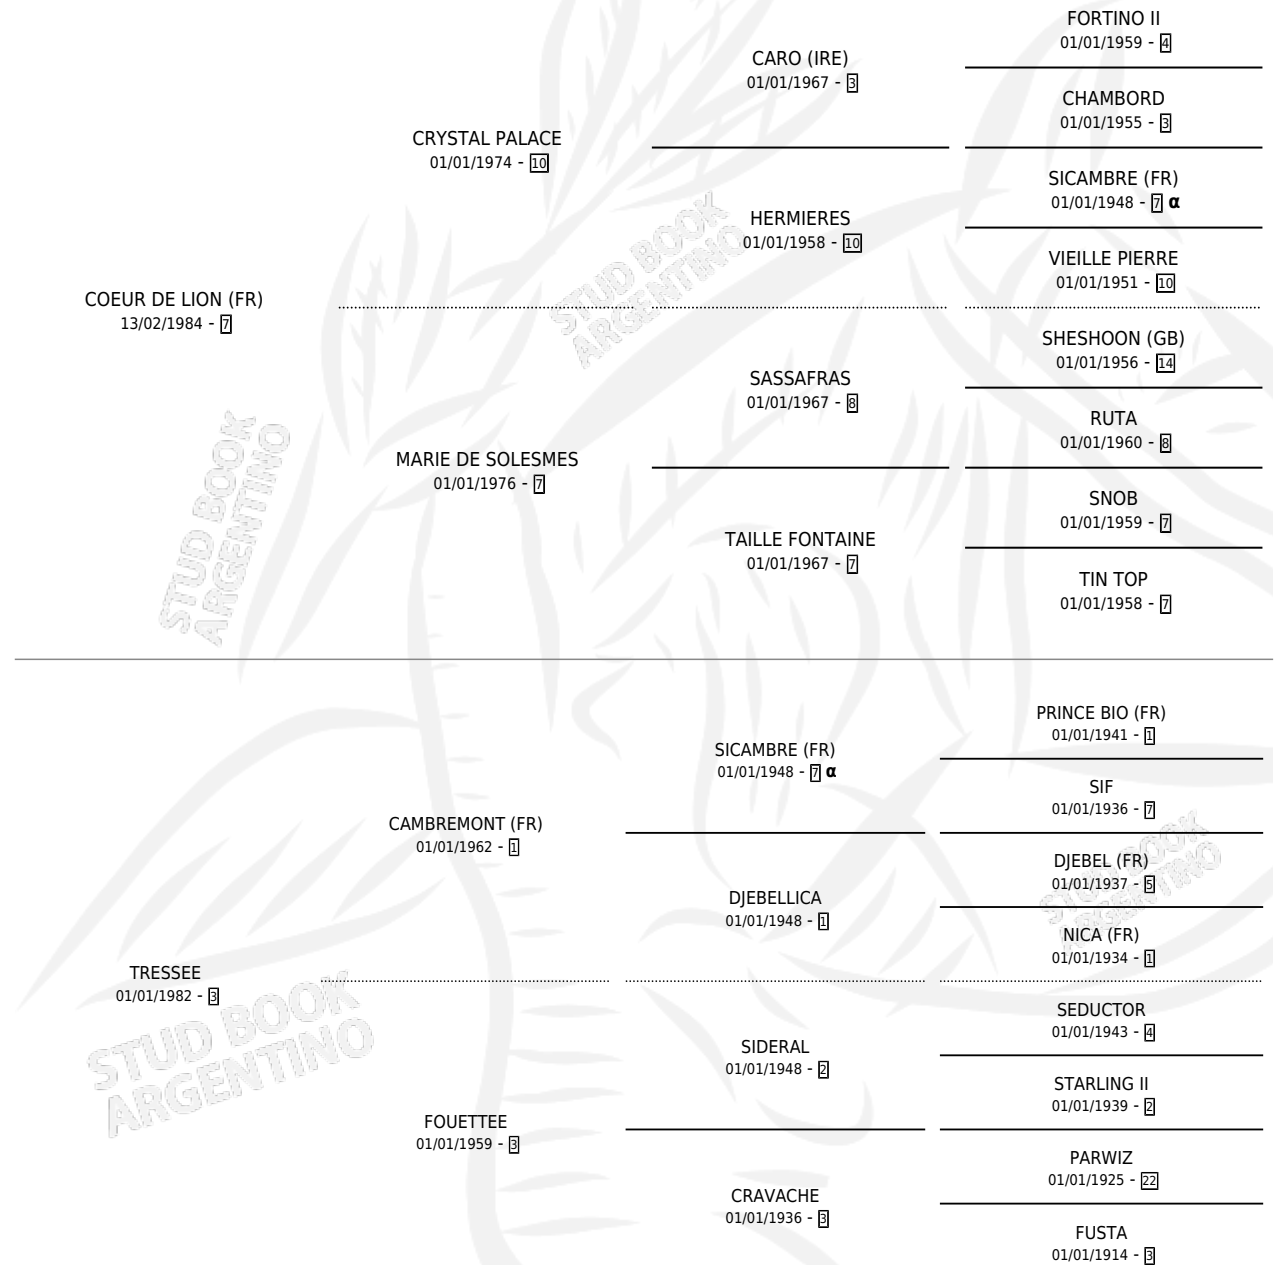 FORTINO II
01/01/1959 - 4
CARO (IRE)
01/01/1967 - 3
CHAMBORD
01/01/1955 - 3
CRYSTAL PALACE
01/01/1974 - 10
SICAMBRE (FR)
01/01/1948 - 7 α
HERMIERES
01/01/1958 - 10
VIEILLE PIERRE
01/01/1951 - 10
COEUR DE LION (FR)
13/02/1984 - 7
SHESHOON (GB)
01/01/1956 - 14
SASSAFRAS
01/01/1967 - 8
RUTA
01/01/1960 - 8
MARIE DE SOLESMES
01/01/1976 - 7
SNOB
01/01/1959 - 7
TAILLE FONTAINE
01/01/1967 - 7
TIN TOP
01/01/1958 - 7
PRINCE BIO (FR)
01/01/1941 - 1
SICAMBRE (FR)
01/01/1948 - 7 α
SIF
01/01/1936 - 7
CAMBREMONT (FR)
01/01/1962 - 1
DJEBEL (FR)
01/01/1937 - 5
DJEBELLICA
01/01/1948 - 1
NICA (FR)
01/01/1934 - 1
TRESSEE
01/01/1982 - 3
SEDUCTOR
01/01/1943 - 4
SIDERAL
01/01/1948 - 2
STARLING II
01/01/1939 - 2
FOUETTEE
01/01/1959 - 3
PARWIZ
01/01/1925 - 22
CRAVACHE
01/01/1936 - 3
FUSTA
01/01/1914 - 3
STUD BOOK
ARGENTINO
STUD BOOK
ARGENTINO
STUD BOOK
ARGENTINO
STUD BOOK
ARGENTINO